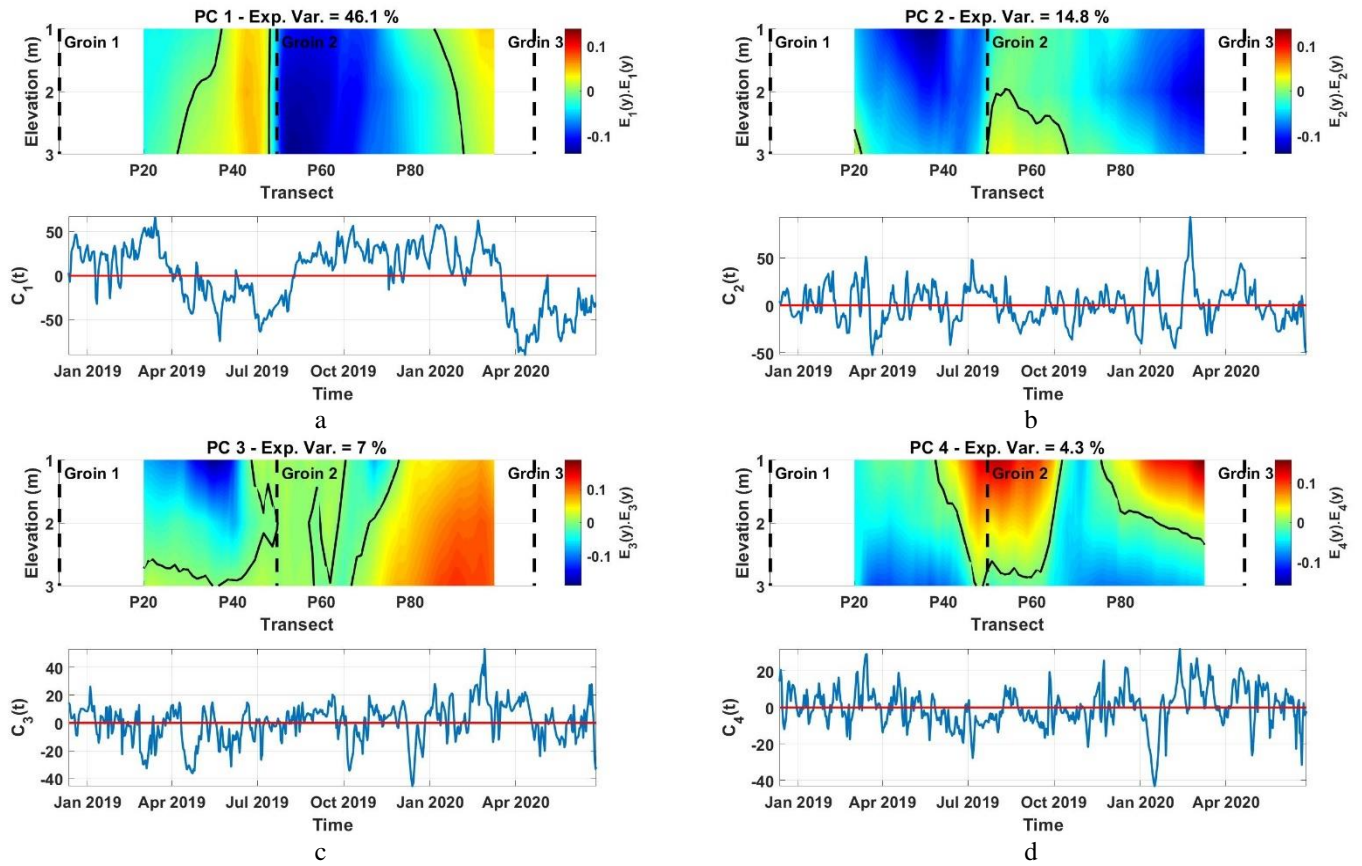 PC 1 - Exp. Var. = 46.1 %
1
Groin 1
Groin 2
Groin 3
2
3
Elevation (m)
P20
P40
P60
P80
Transect
0.1
0
-0.1
E1(y).E1(y)
50
0
-50
C1(t)
Jan 2019
Apr 2019
Jul 2019
Oct 2019
Jan 2020
Apr 2020
Time
a
PC 2 - Exp. Var. = 14.8 %
1
Groin 1
Groin 2
Groin 3
2
3
Elevation (m)
P20
P40
P60
P80
Transect
0.1
0
-0.1
E2(y).E2(y)
50
0
-50
C2(t)
Jan 2019
Apr 2019
Jul 2019
Oct 2019
Jan 2020
Apr 2020
Time
b
PC 3 - Exp. Var. = 7 %
1
Groin 1
Groin 2
Groin 3
2
3
Elevation (m)
P20
P40
P60
P80
Transect
0.1
0
-0.1
E3(y).E3(y)
40
20
0
-20
-40
C3(t)
Jan 2019
Apr 2019
Jul 2019
Oct 2019
Jan 2020
Apr 2020
Time
c
PC 4 - Exp. Var. = 4.3 %
1
Groin 1
Groin 2
Groin 3
2
3
Elevation (m)
P20
P40
P60
P80
Transect
0.1
0
-0.1
E4(y).E4(y)
20
0
-20
-40
C4(t)
Jan 2019
Apr 2019
Jul 2019
Oct 2019
Jan 2020
Apr 2020
Time
d